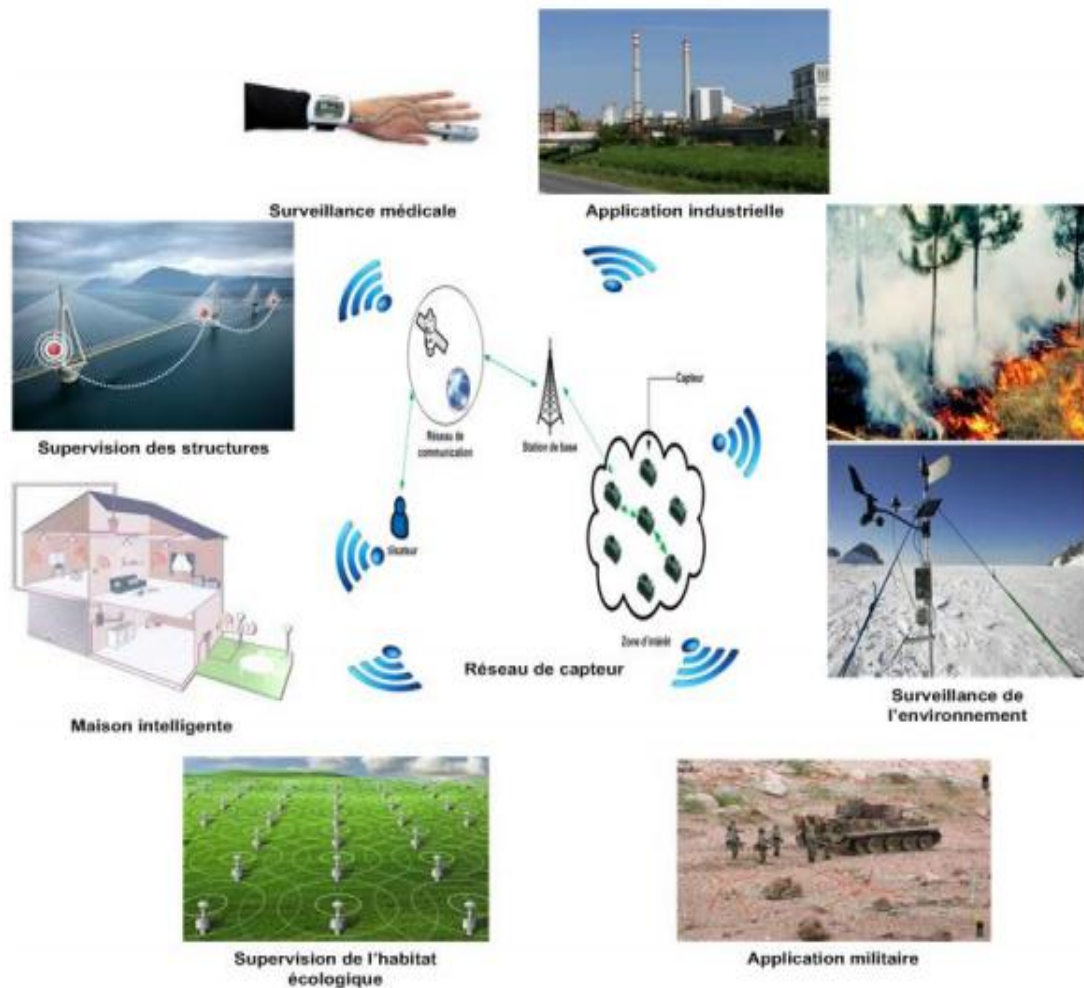 Surveillance médicale
Application industrielle
Supervision des structures
Capteur
Réseau de
communication
Station de base
tilisateur
Zone d'intérêt
Réseau de capteur
Maison intelligente
Surveillance de
l'environnement
Supervision de l'habitat
écologique
Application militaire